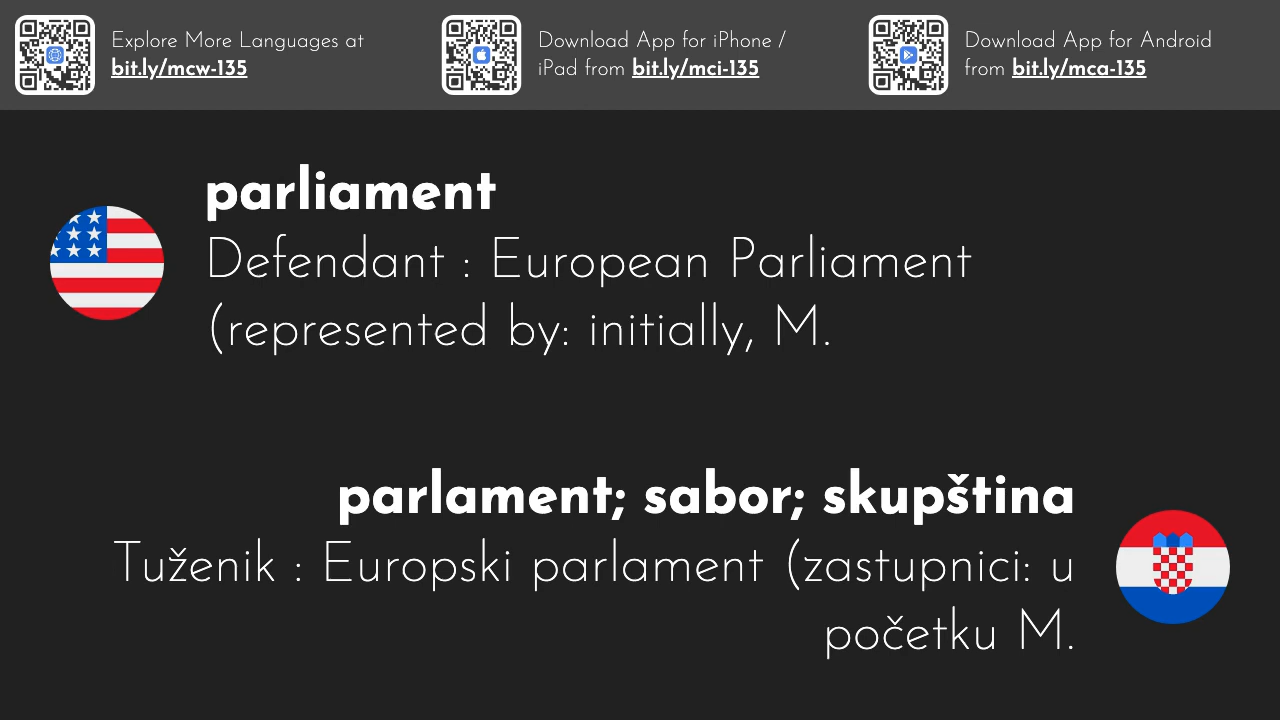 Explore More Languages at
bit.ly/mcw-135
Download App for iPhone /
iPad from bit.ly/mci-135
Download App for Android
from bit.ly/mca-135
parliament
Defendant : European Parliament
(represented by: initially, M.
parlament; sabor; skupština
Tuženik : Europski parlament (zastupnici: u
početku M.